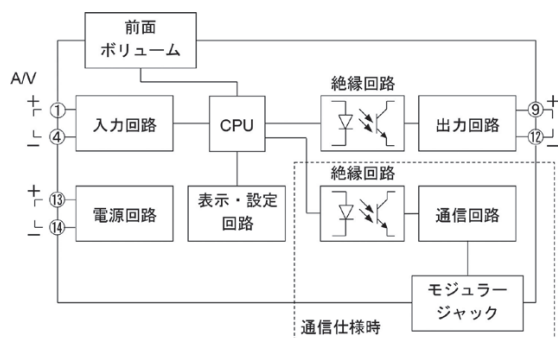 前面
ボリューム
A/V
絶縁回路
+
①
入力回路
CPU
出力回路
⑨
+
−
④
⑫
−
絶縁回路
+
⑬
電源回路
表示・設定
回路
通信回路
−
⑭
モジュラー
ジャック
通信仕様時